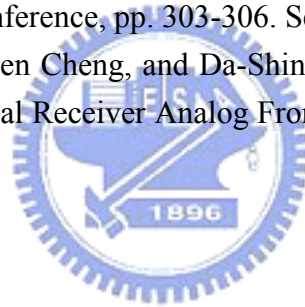 nference, pp. 303-306. Se
en Cheng, and Da-Shin
al Receiver Analog Fron
1896